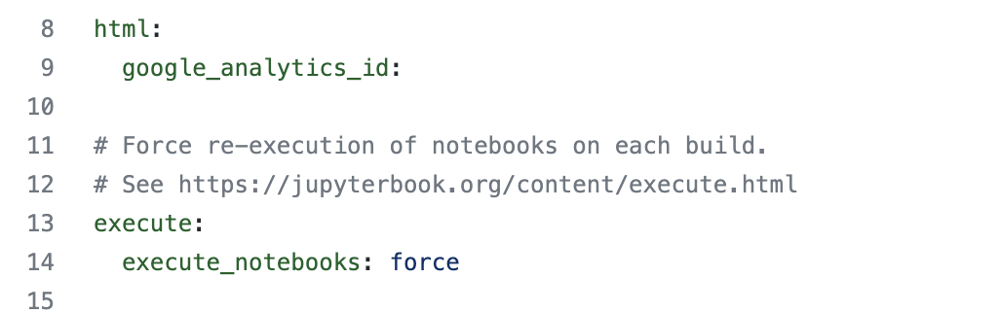 8 html:
9   google_analytics_id:
10
11 # Force re-execution of notebooks on each build.
12 # See https://jupyterbook.org/content/execute.html
13 execute:
14   execute_notebooks: force
15